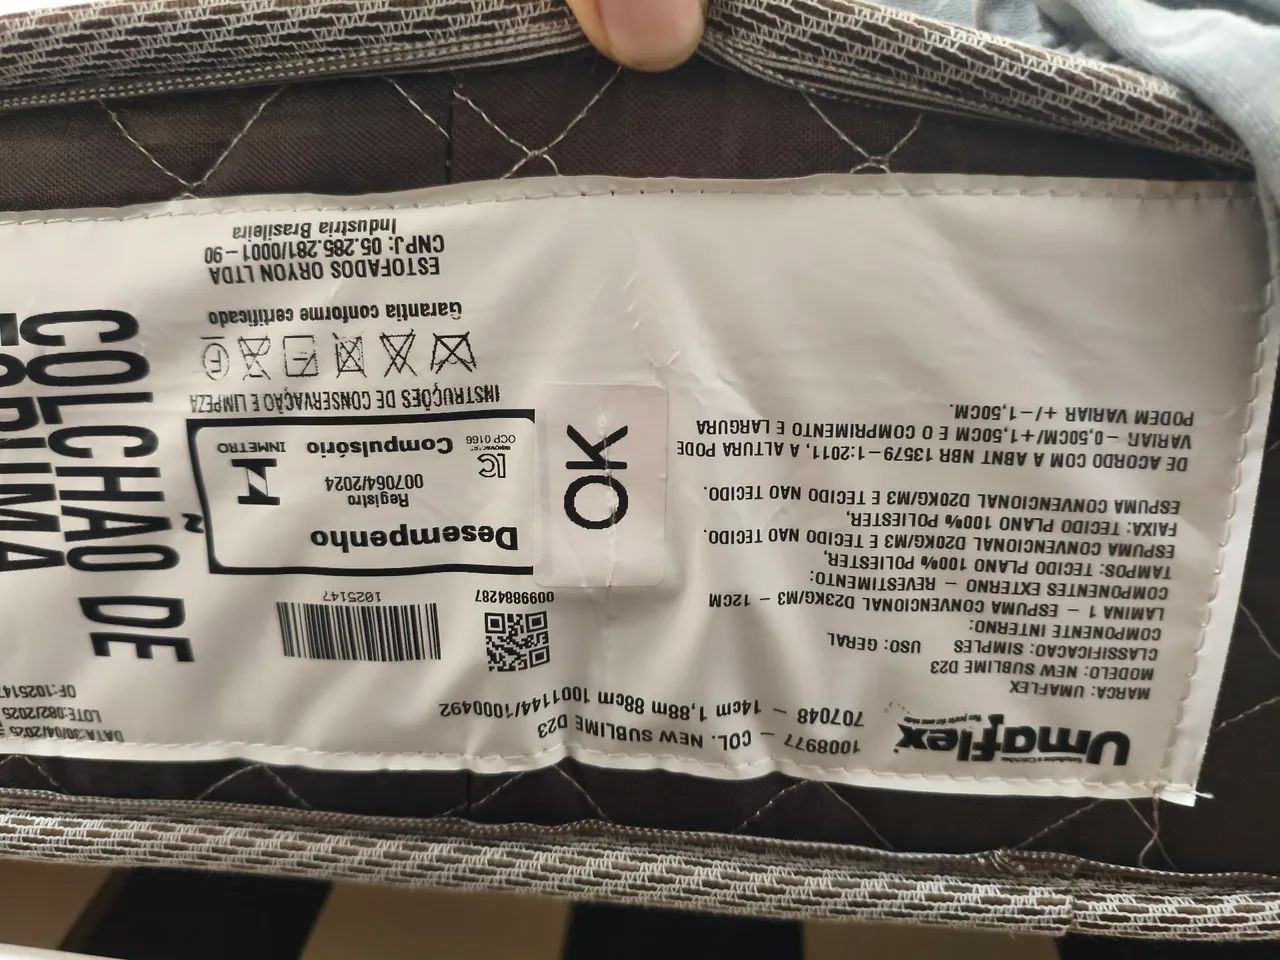 Umaflex
1008977 - COL. NEW SUBLIME D23
707048 - 14cm 1,88m 88cm 1001144/1000492
MARCA: UMAFLEX
MODELO: NEW SUBLIME D23
CLASSIFICACAO: SIMPLES USO: GERAL
COMPONENTE INTERNO:
LAMINA 1 - ESPUMA CONVENCIONAL D23KG/M3 - 12CM
COMPONENTES EXTERNO - REVESTIMENTO:
TAMPOS: TECIDO PLANO 100% POLIESTER,
ESPUMA CONVENCIONAL D20KG/M3 E TECIDO NAO TECIDO.
FAIXA: TECIDO PLANO 100% POLIESTER,
ESPUMA CONVENCIONAL D20KG/M3 E TECIDO NAO TECIDO.
DE ACORDO COM A ABNT NBR 13579-1:2011, A ALTURA PODE
VARIAR -0,50CM/+1,50CM E O COMPRIMENTO E LARGURA
PODEM VARIAR +/-1,50CM.
OK
0099884287
1025147
Desempenho
Registro
007064/2024
Compulsório
OCP 0166
INMETRO
INSTRUÇÕES DE CONSERVAÇÃO E LIMPEZA
F
Garantia conforme certificado
ESTOFADOS ORYON LTDA
CNPJ: 05.285.281/0001-90
Industria Brasileira
DATA:30/04/2025
LOTE:082/2025
OF:1025147
COLCHÃO DE
ESPUMA